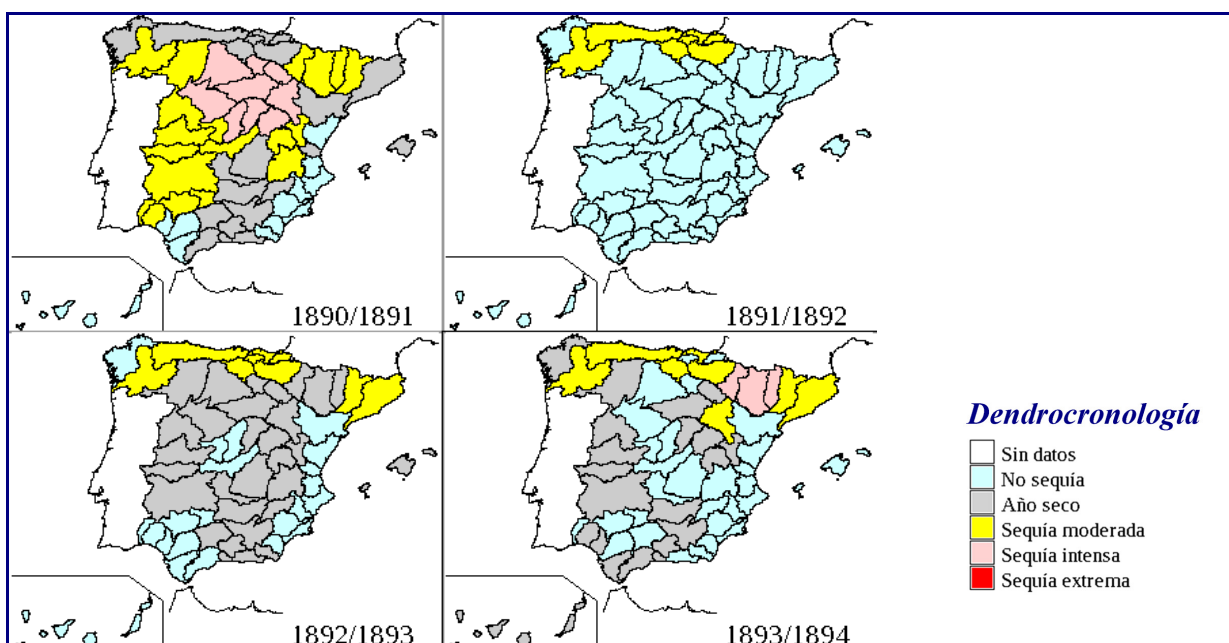 1890/1891
1891/1892
1892/1893
1893/1894
Dendrocronología
Sin datos
No sequía
Año seco
Sequía moderada
Sequía intensa
Sequía extrema